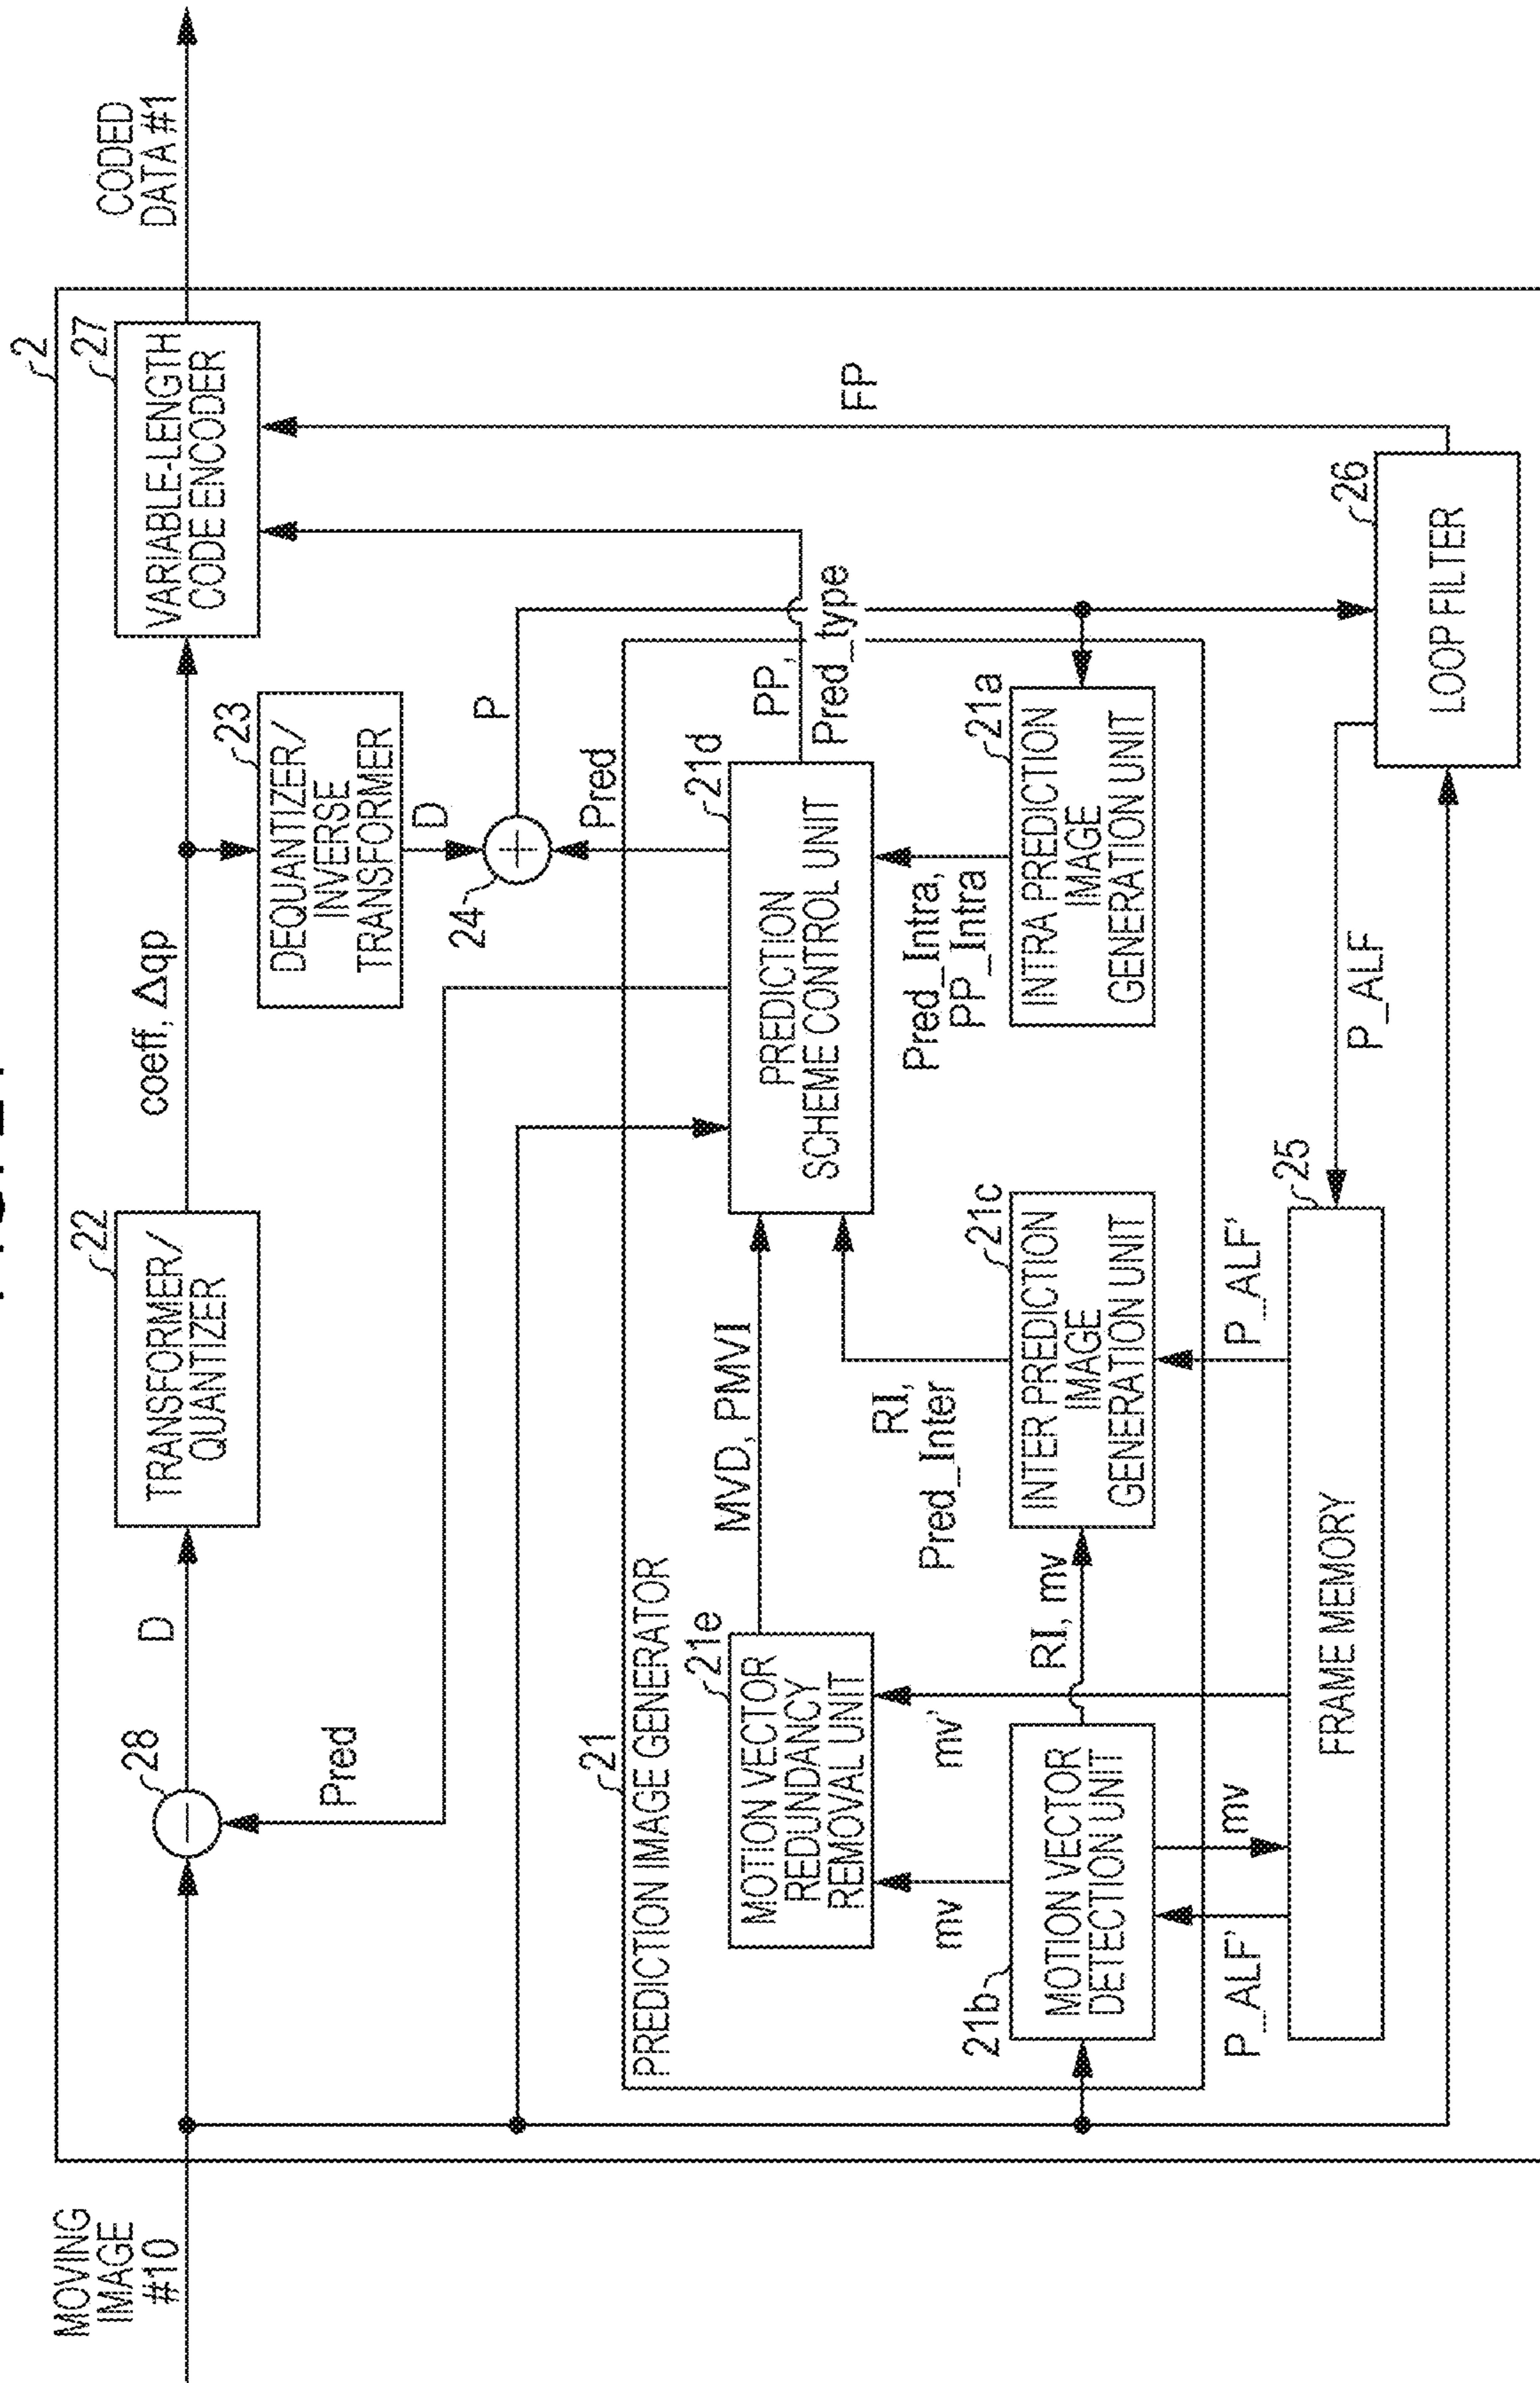 MOVING
IMAGE
#10
CODED
DATA #1
2
28
D
22
TRANSFORMER/
QUANTIZER
coeff, Δqp
27
VARIABLE-LENGTH
CODE ENCODER
23
DEQUANTIZER/
INVERSE
TRANSFORMER
D
24
P
Pred
Pred
FP
21
PREDICTION IMAGE GENERATOR
21e
MOTION VECTOR
REDUNDANCY
REMOVAL UNIT
MVD, PMVI
21d
PREDICTION
SCHEME CONTROL UNIT
PP,
Pred_type
mv
mv'
RI,
Pred_Inter
Pred_Intra,
PP_Intra
21b
MOTION VECTOR
DETECTION UNIT
RI, mv
21c
INTER PREDICTION
IMAGE
GENERATION UNIT
21a
INTRA PREDICTION
IMAGE
GENERATION UNIT
P_ALF'
mv
P_ALF'
25
FRAME MEMORY
P_ALF
26
LOOP FILTER